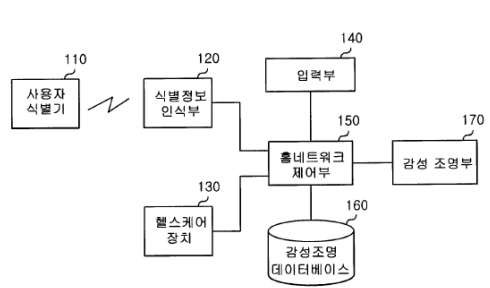 110
사용자
식별기
120
식별정보
인식부
130
헬스케어
장치
140
입력부
150
홈네트워크
제어부
160
감성조명
데이터베이스
170
감성 조명부